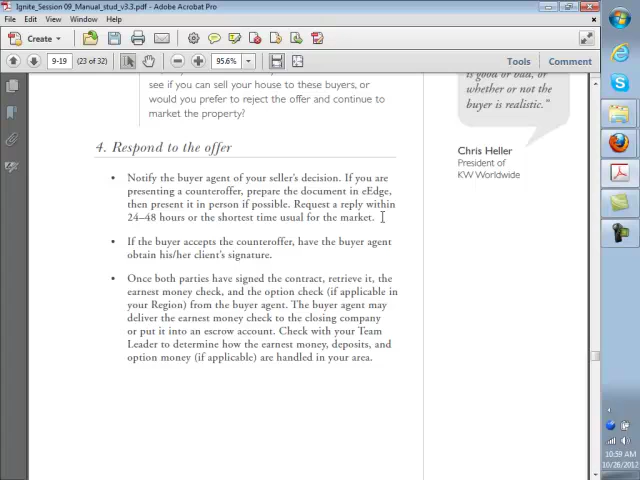 Ignite_Session 09_Manual_stud_v3.3.pdf - Adobe Acrobat Pro
File Edit View Window Help
Create
9-19 (23 of 32) 95.6% Tools Comment
see if you can sell your house to these buyers, or
would you prefer to reject the offer and continue to
market the property?
is good or bad, or
whether or not the
buyer is realistic.”
Chris Heller
President of
KW Worldwide
4. Respond to the offer
• Notify the buyer agent of your seller’s decision. If you are
presenting a counteroffer, prepare the document in eEdge,
then present it in person if possible. Request a reply within
24–48 hours or the shortest time usual for the market.
• If the buyer accepts the counteroffer, have the buyer agent
obtain his/her client’s signature.
• Once both parties have signed the contract, retrieve it, the
earnest money check, and the option check (if applicable in
your Region) from the buyer agent. The buyer agent may
deliver the earnest money check to the closing company
or put it into an escrow account. Check with your Team
Leader to determine how the earnest money, deposits, and
option money (if applicable) are handled in your area.
10:59 AM
10/26/2012